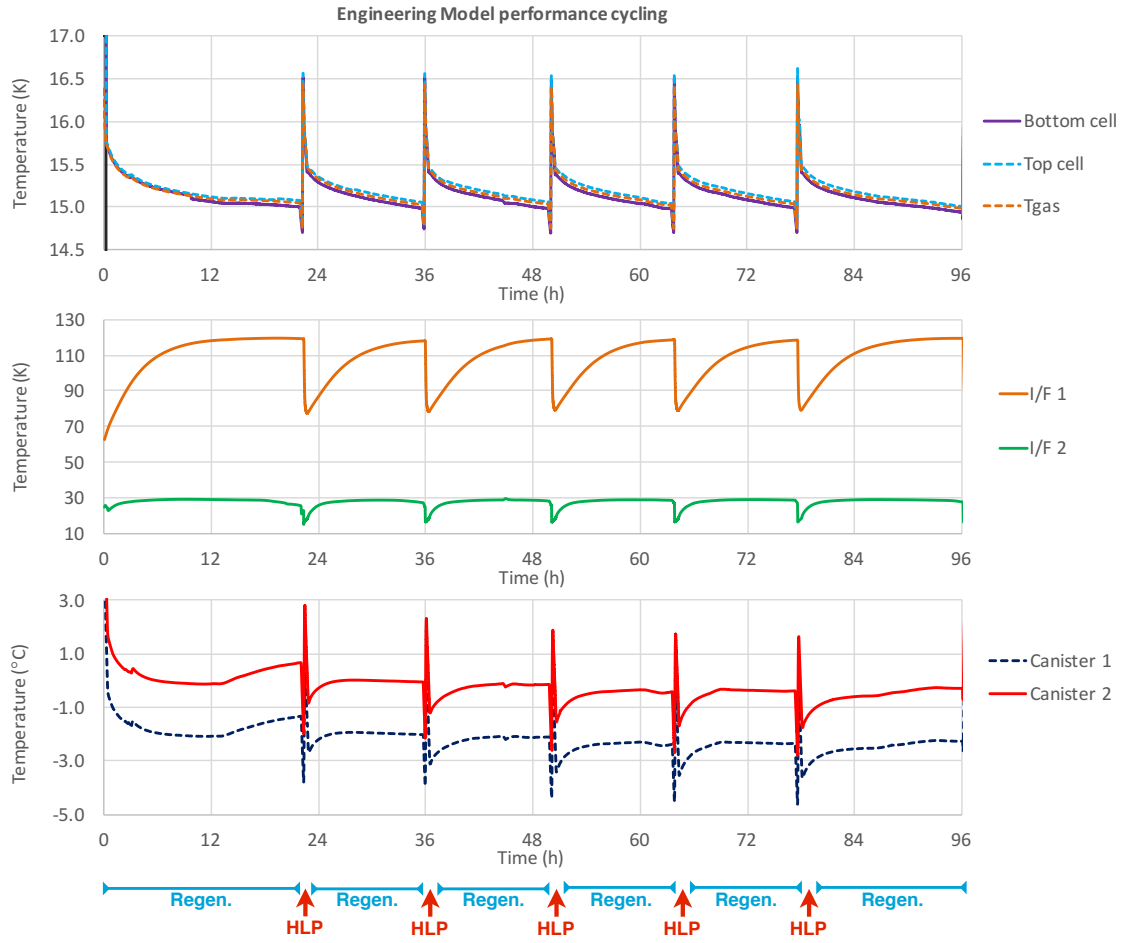 Engineering Model performance cycling
Temperature (K)
17.0
16.5
16.0
15.5
15.0
14.5
0 12 24 36 48 60 72 84 96
Time (h)
Bottom cell
Top cell
Tgas
Temperature (K)
130
110
90
70
50
30
10
0 12 24 36 48 60 72 84 96
Time (h)
I/F 1
I/F 2
Temperature (°C)
3.0
1.0
-1.0
-3.0
-5.0
0 12 24 36 48 60 72 84 96
Time (h)
Canister 1
Canister 2
Regen. Regen. Regen. Regen. Regen. Regen.
HLP HLP HLP HLP HLP